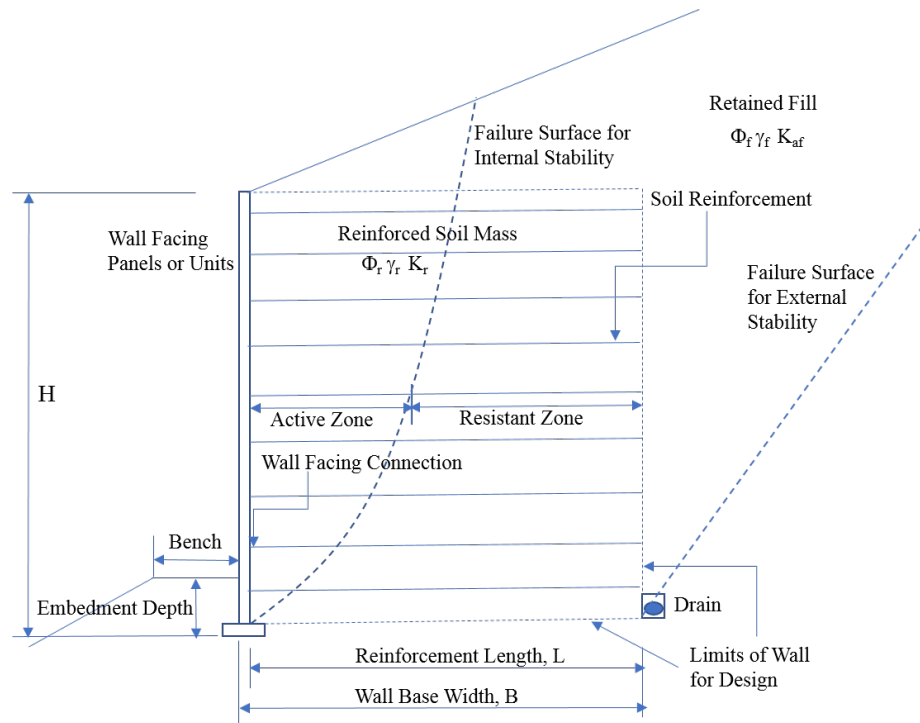 Retained Fill
Φf γf Kaf
Failure Surface for
Internal Stability
Soil Reinforcement
Wall Facing
Panels or Units
Reinforced Soil Mass
Φr γr Kr
Failure Surface
for External
Stability
H
Active Zone
Resistant Zone
Wall Facing Connection
Bench
Embedment Depth
Drain
Reinforcement Length, L
Limits of Wall
for Design
Wall Base Width, B